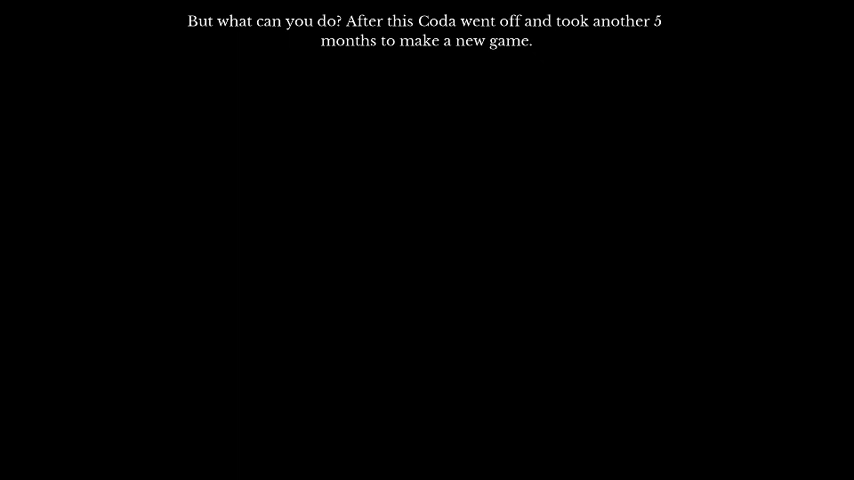 But what can you do? After this Coda went off and took another 5
months to make a new game.